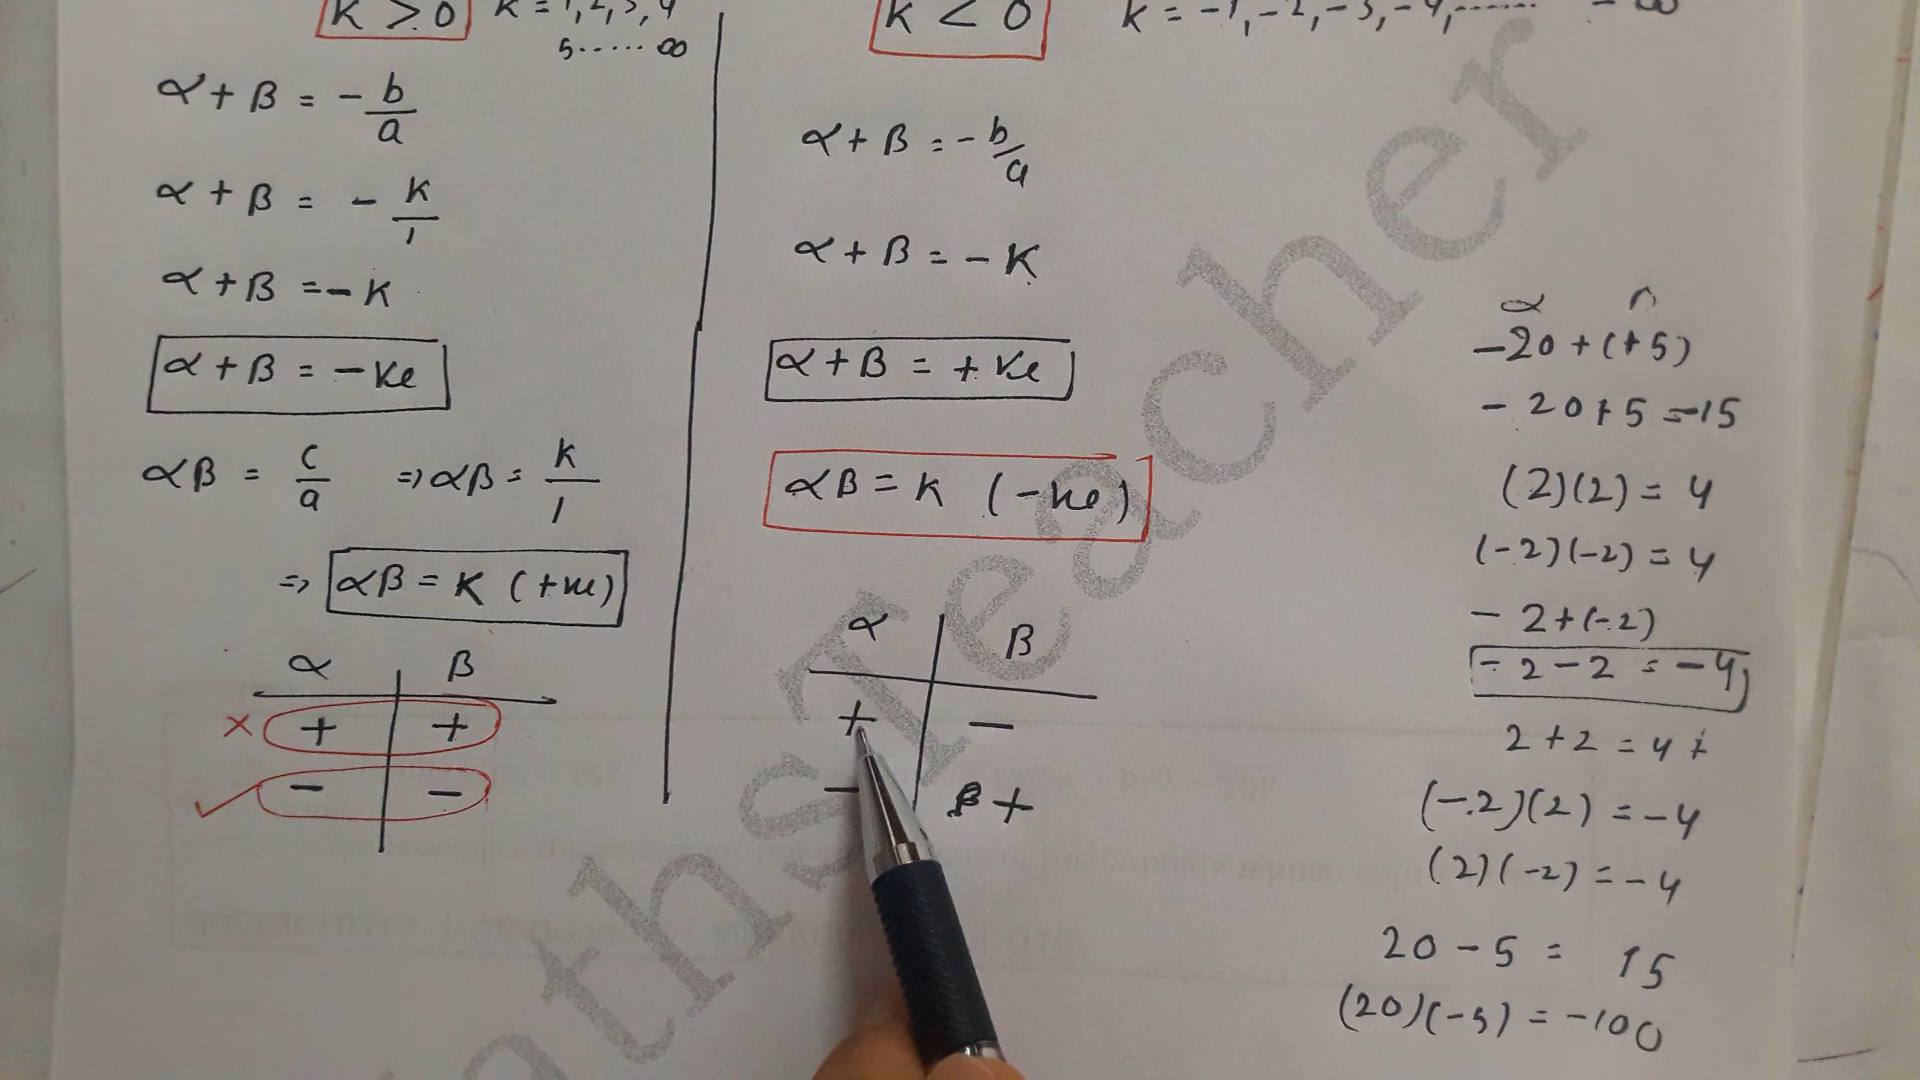 K > 0 K = 1, 2, 3, 4
5......∞
α + β = - b/a
α + β = - K/1
α + β = - K
α + β = - ve
αβ = c/a ⇒ αβ = k/1
⇒ αβ = K (+ve)
α β
× + +
✓ - -
K < 0 K = -1, -2, -3, -4, ...... - ∞
α + β = - b/a
α + β = - K
α + β = + ve
αβ = K (-ve)
α β
+ -
- β +
α
-20 + (+5)
- 20 + 5 = -15
(2)(2) = 4
(-2)(-2) = 4
- 2 + (-2)
- 2 - 2 = - 4
2 + 2 = 4
(-2)(2) = -4
(2)(-2) = -4
20 - 5 = 15
(20)(-5) = -100
athsTeacher